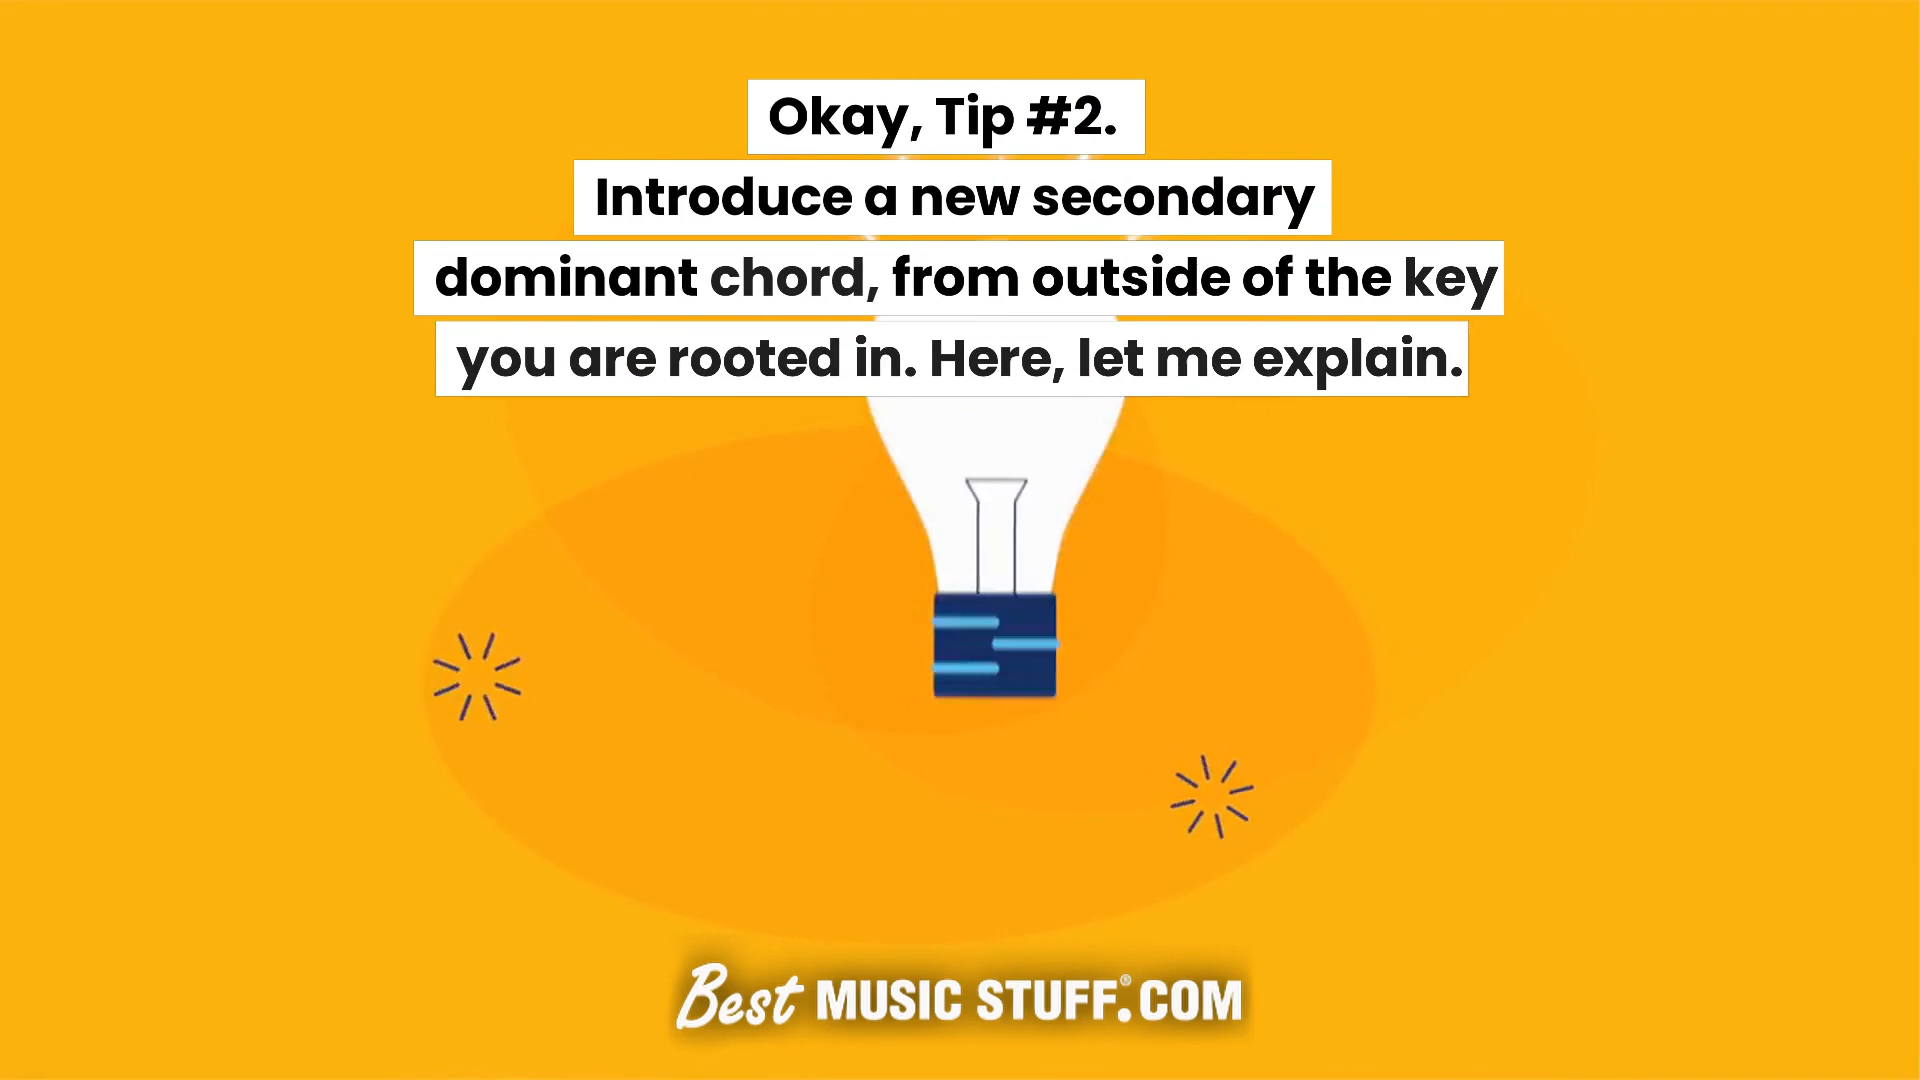 Okay, Tip #2.
Introduce a new secondary
dominant chord, from outside of the key
you are rooted in. Here, let me explain.
Best MUSIC STUFF®.COM